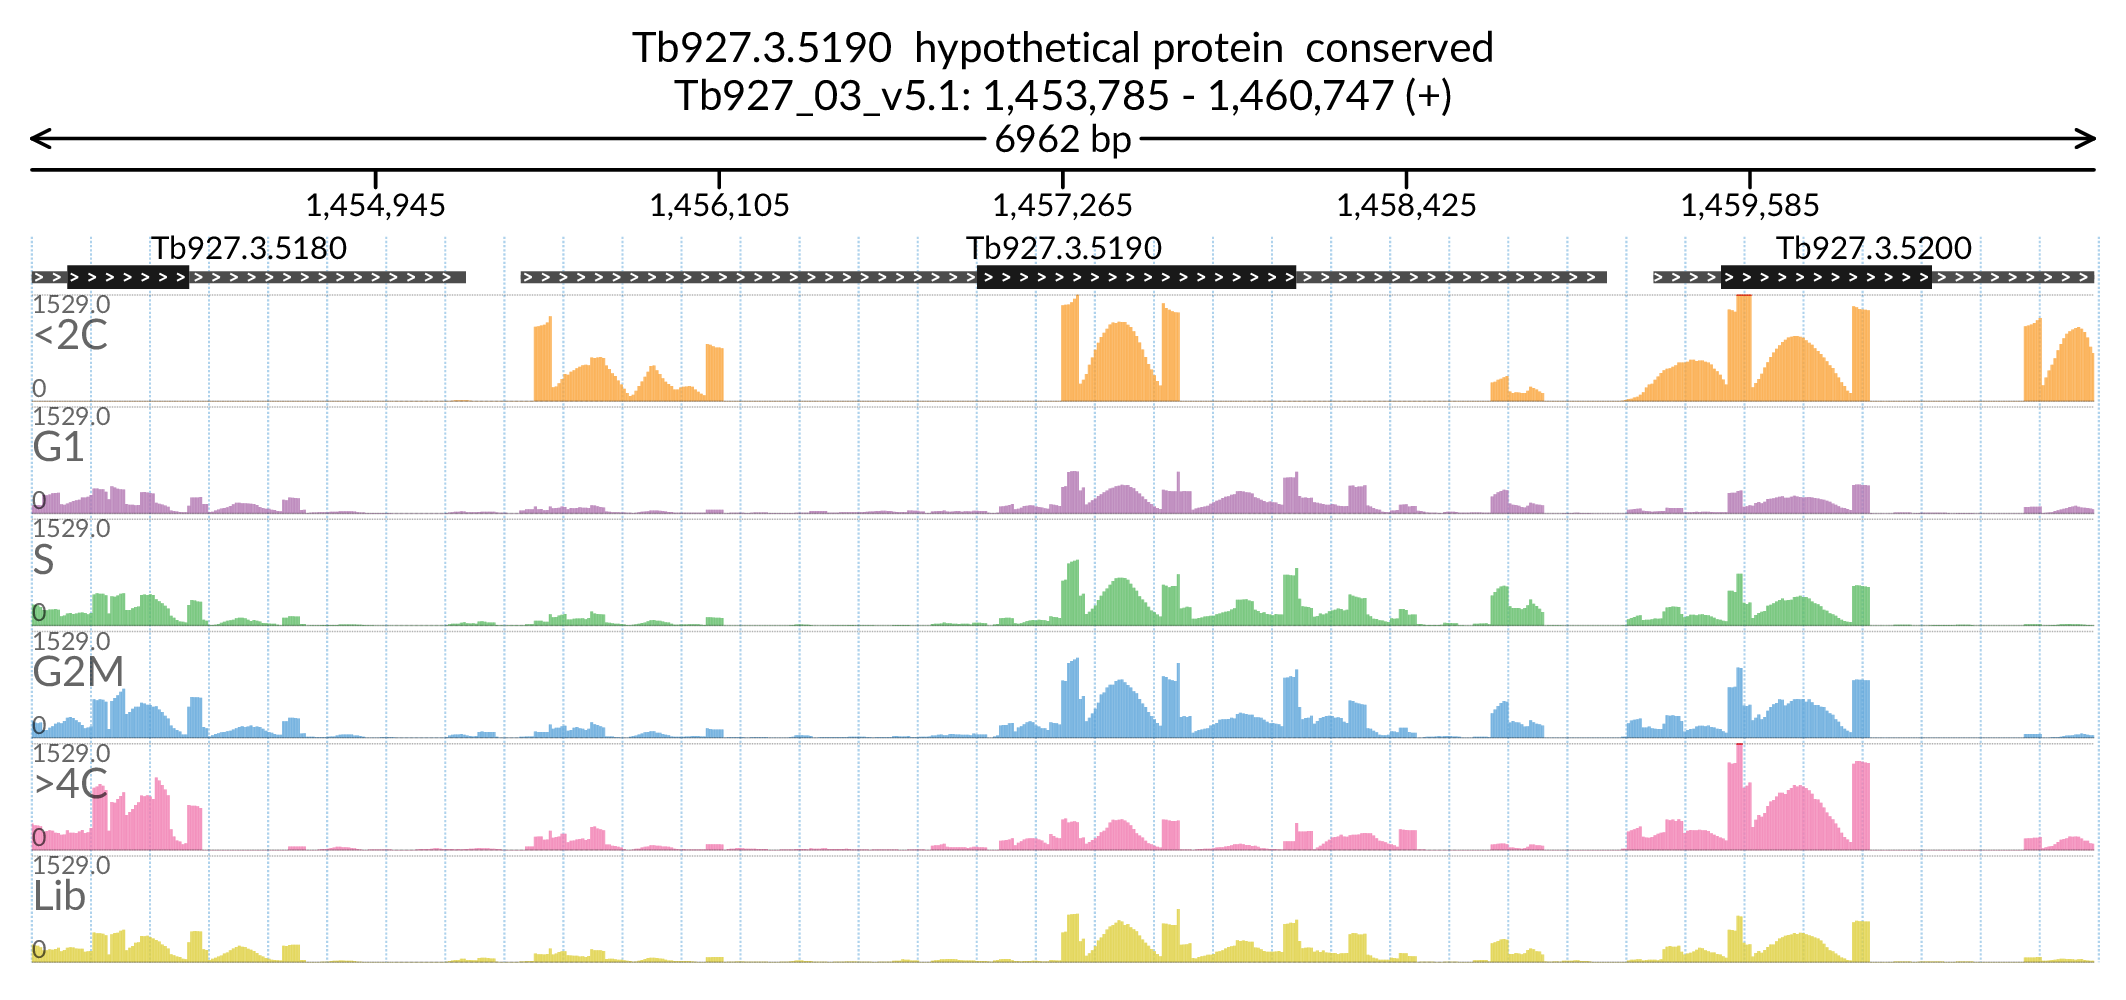 Tb927.3.5190  hypothetical protein  conserved
Tb927_03_v5.1: 1,453,785 - 1,460,747 (+)
6962 bp
1,454,945 1,456,105 1,457,265 1,458,425 1,459,585
Tb927.3.5180 Tb927.3.5190 Tb927.3.5200
1529.0
<2C
0
1529.0
G1
0
1529.0
S
0
1529.0
G2M
0
1529.0
>4C
0
1529.0
Lib
0